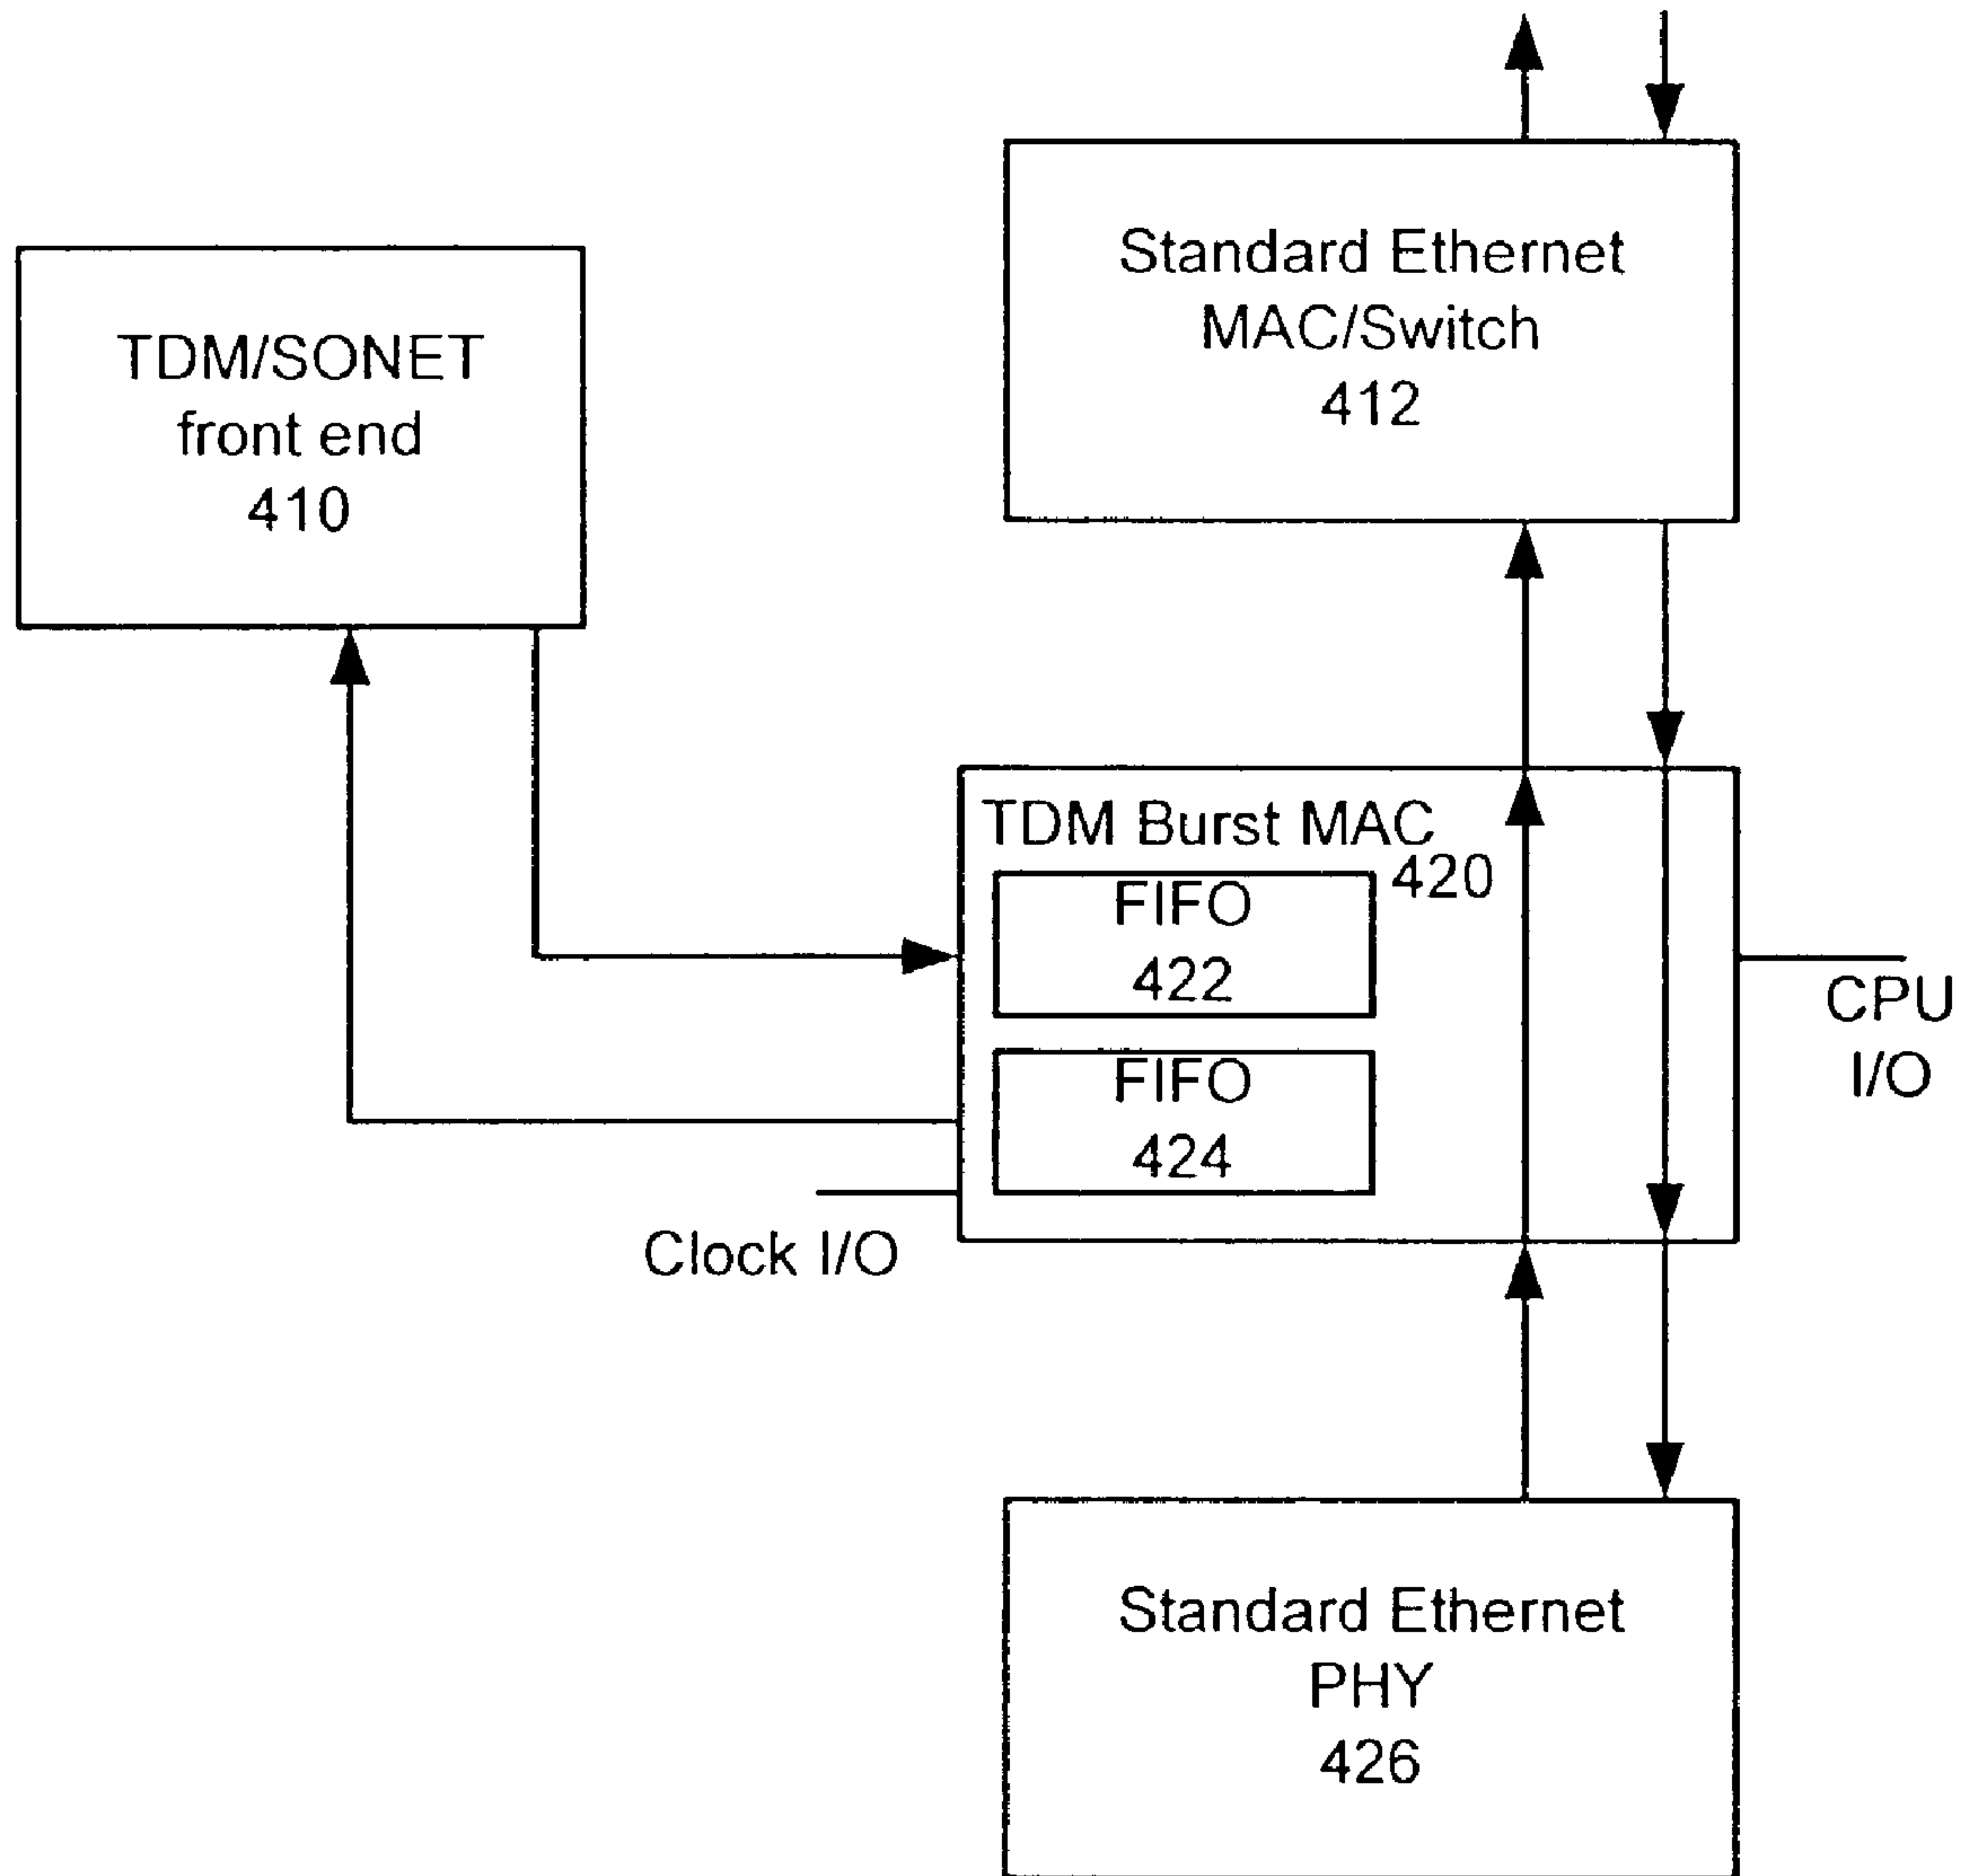 Standard Ethernet
MAC/Switch
412
TDM/SONET
front end
410
TDM Burst MAC
420
FIFO
422
FIFO
424
CPU
I/O
Clock I/O
Standard Ethernet
PHY
426